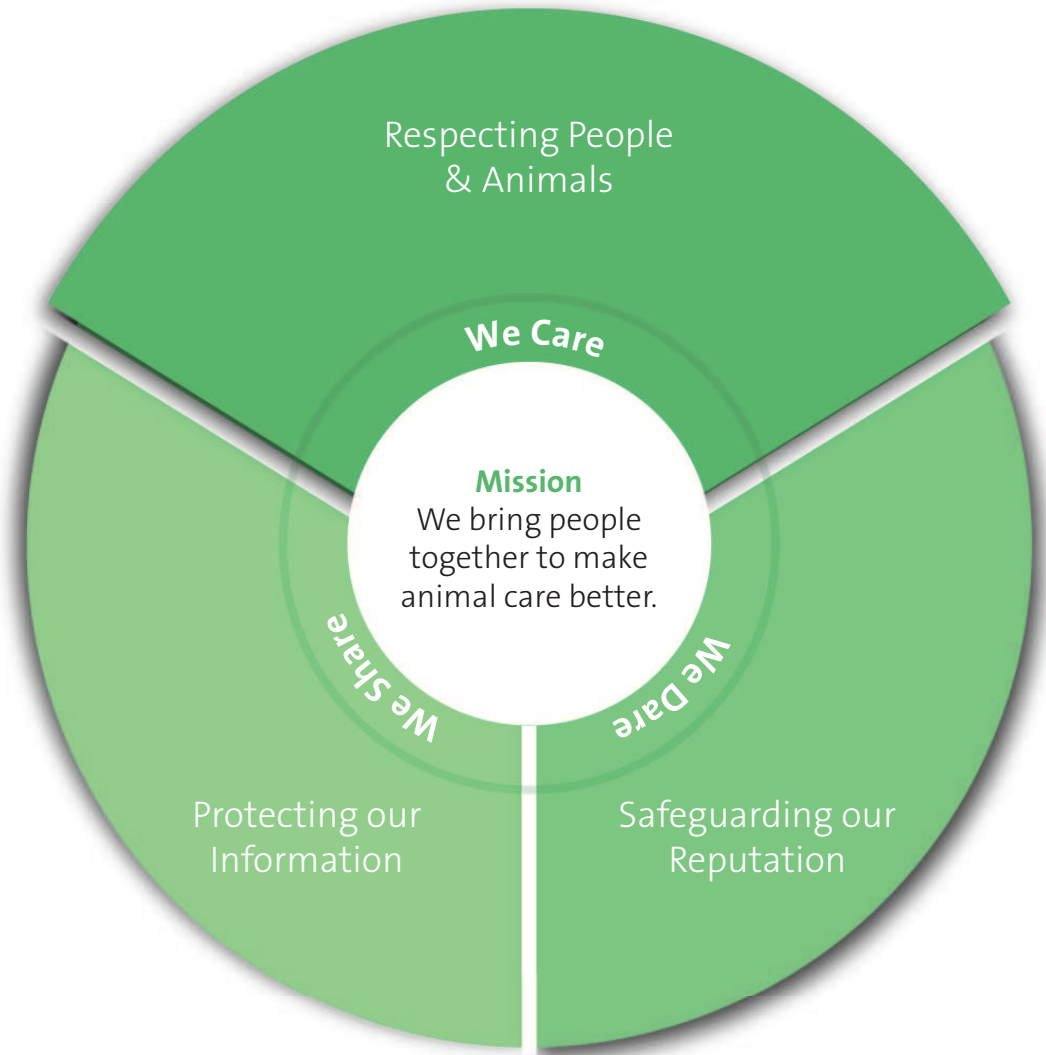 Respecting People
& Animals
We Care
Mission
We bring people
together to make
animal care better.
We Share
We Dare
Protecting our
Information
Safeguarding our
Reputation